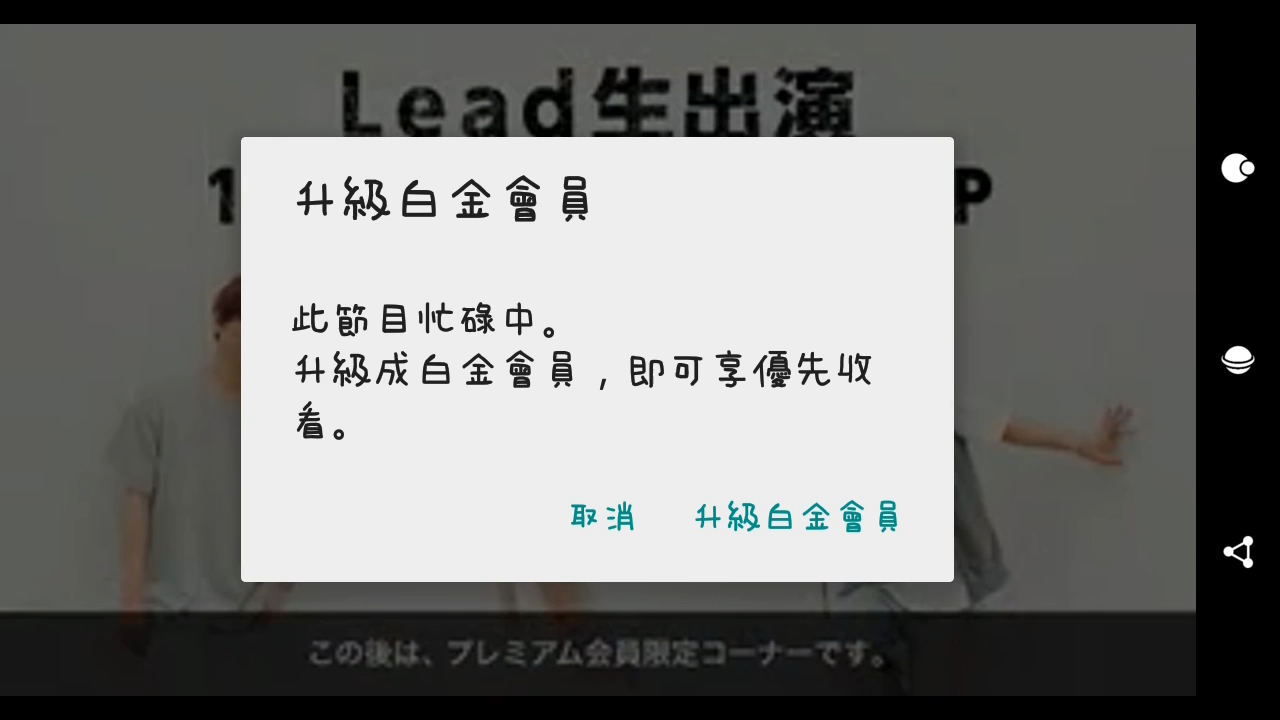 Lead生出演
1
P
升級白金會員
此節目忙碌中。
升級成白金會員，即可享優先收
看。
取消
升級白金會員
この後は、プレミアム会員限定コーナーです。